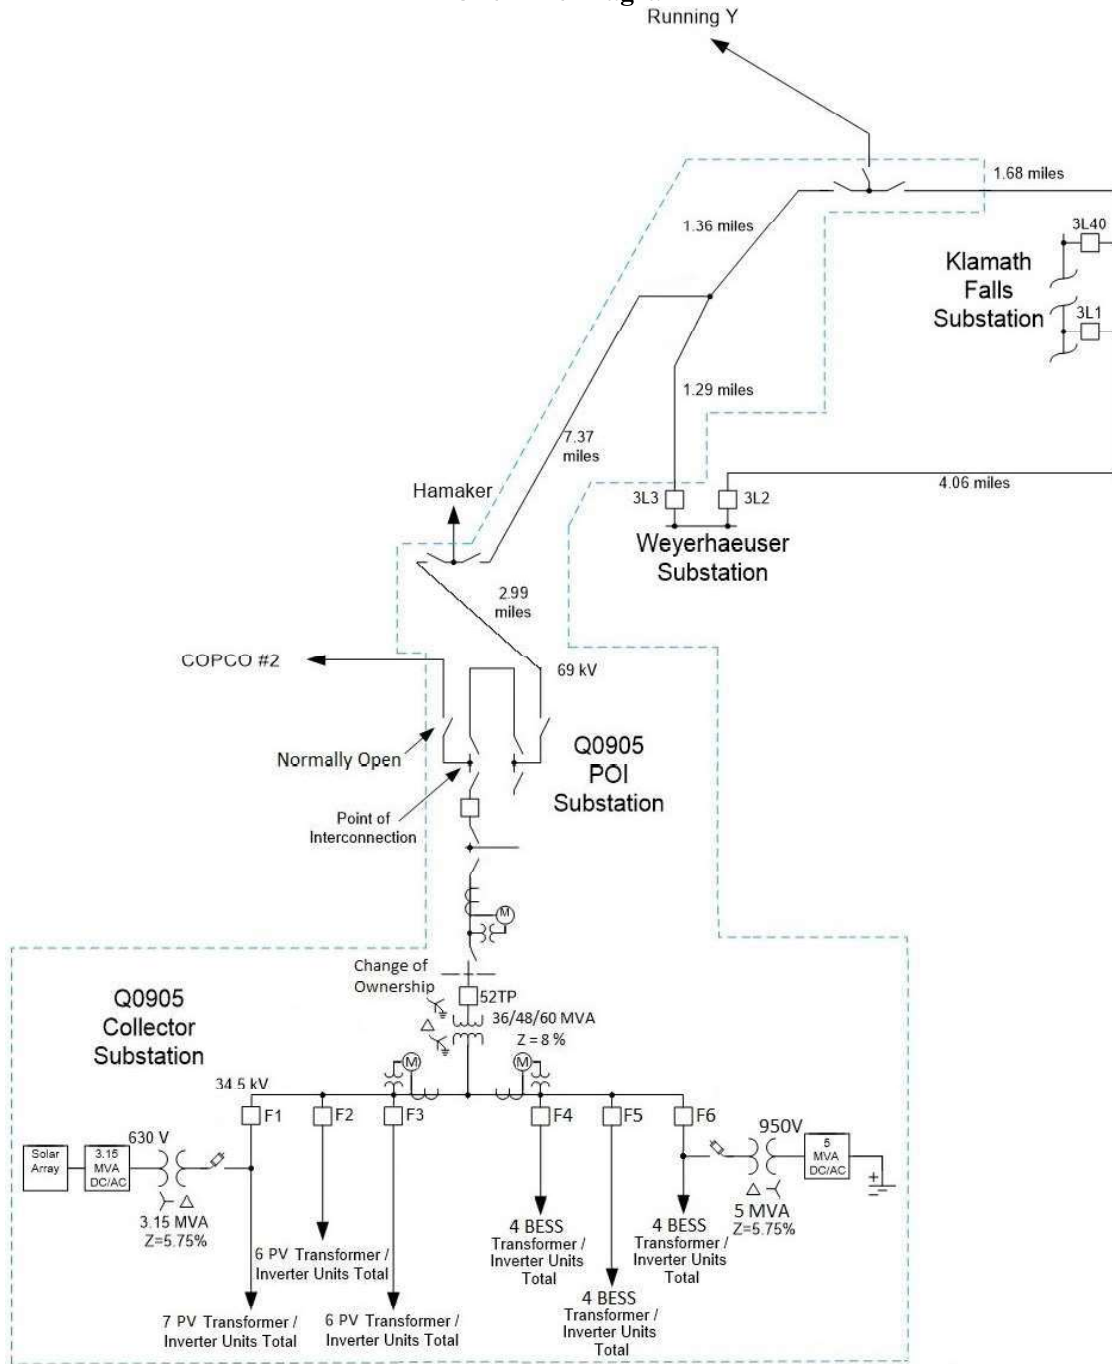 Running Y
1.68 miles
1.36 miles
3L40
Klamath
Falls
Substation
3L1
1.29 miles
7.37
miles
4.06 miles
Hamaker
3L3
3L2
Weyerhaeuser
Substation
2.99
miles
COPCO #2
69 kV
Normally Open
Q0905
POI
Substation
Point of
Interconnection
M
Change of
Ownership
52TP
36/48/60 MVA
Z = 8 %
Q0905
Collector
Substation
M
M
34.5 kV
F1
F2
F3
F4
F5
F6
630 V
950V
Solar
Array
3.15
MVA
DC/AC
5
MVA
DC/AC
+
3.15 MVA
Z=5.75%
5 MVA
Z=5.75%
6 PV Transformer /
Inverter Units Total
4 BESS
Transformer /
Inverter Units
Total
4 BESS
Transformer /
Inverter Units
Total
7 PV Transformer /
Inverter Units Total
6 PV Transformer /
Inverter Units Total
4 BESS
Transformer /
Inverter Units
Total